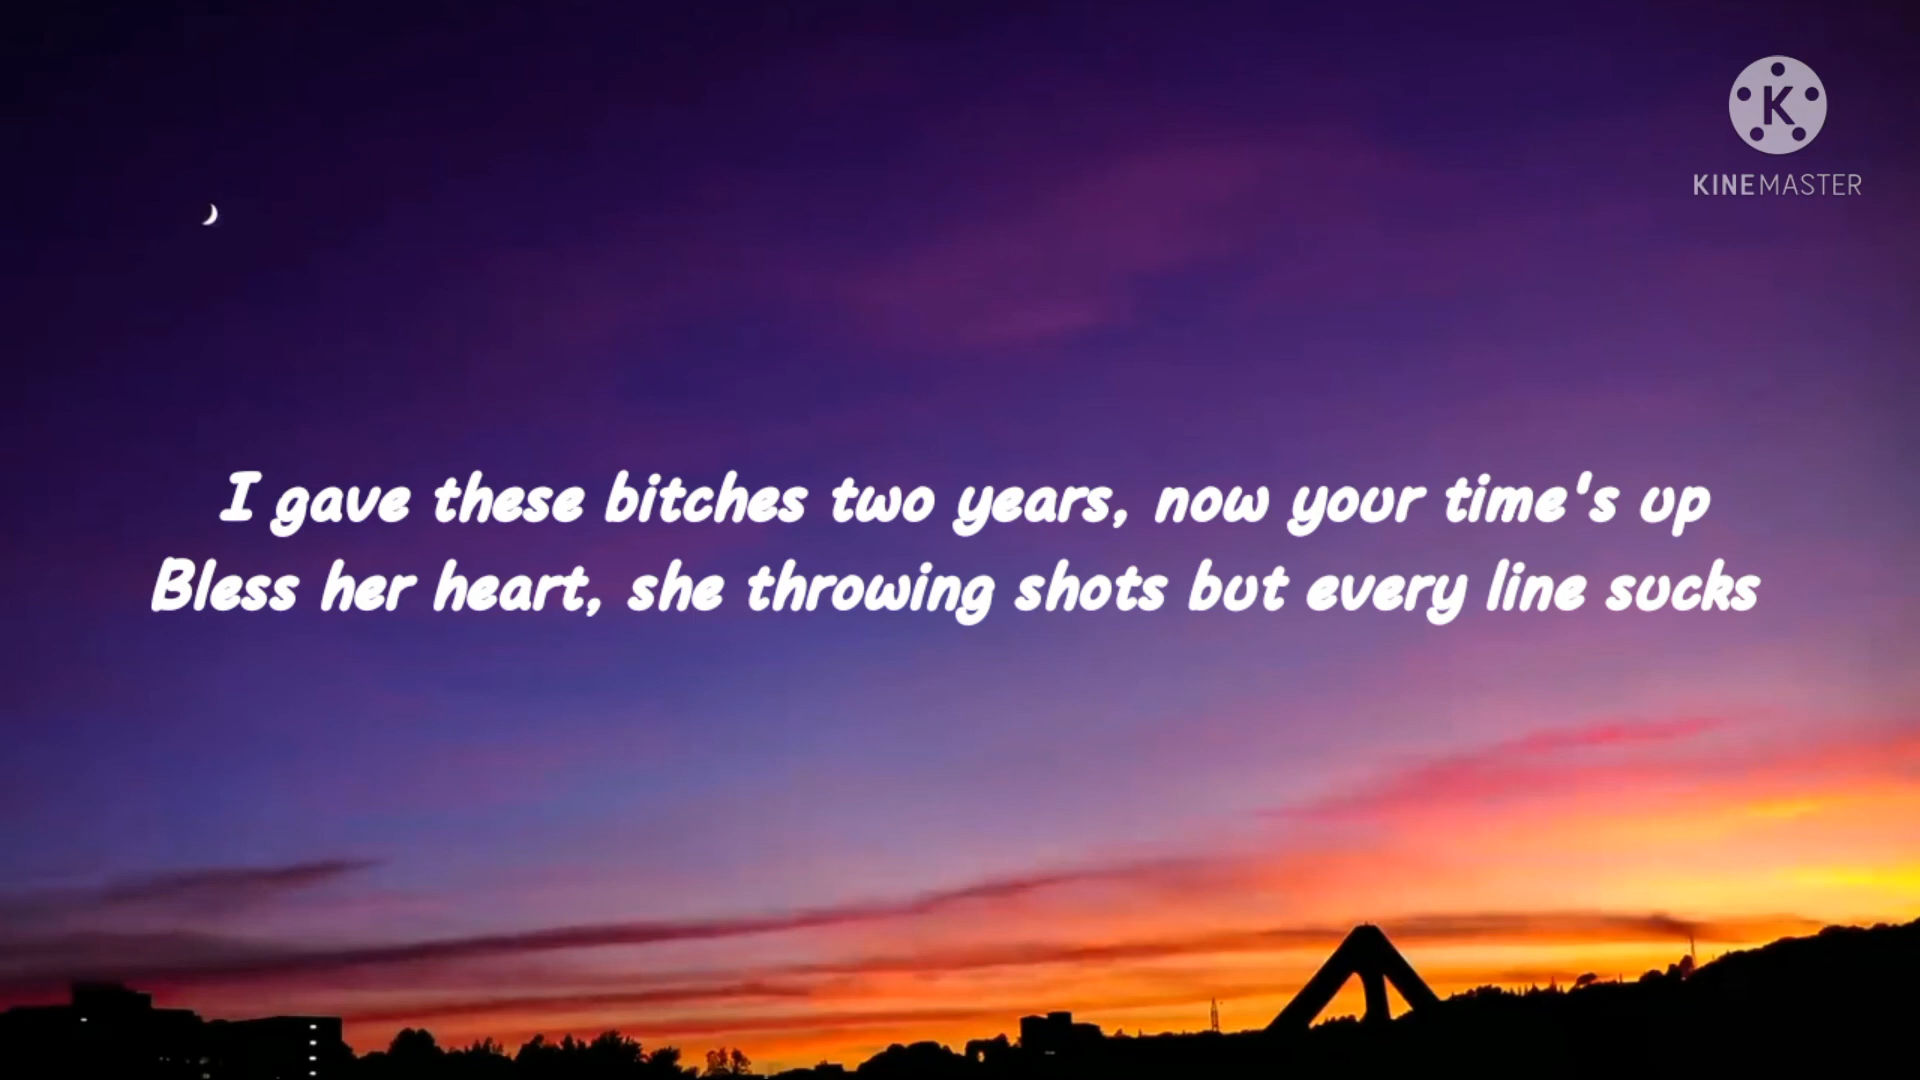 K
KINEMASTER
I gave these bitches two years, now your time's up
Bless her heart, she throwing shots but every line sucks